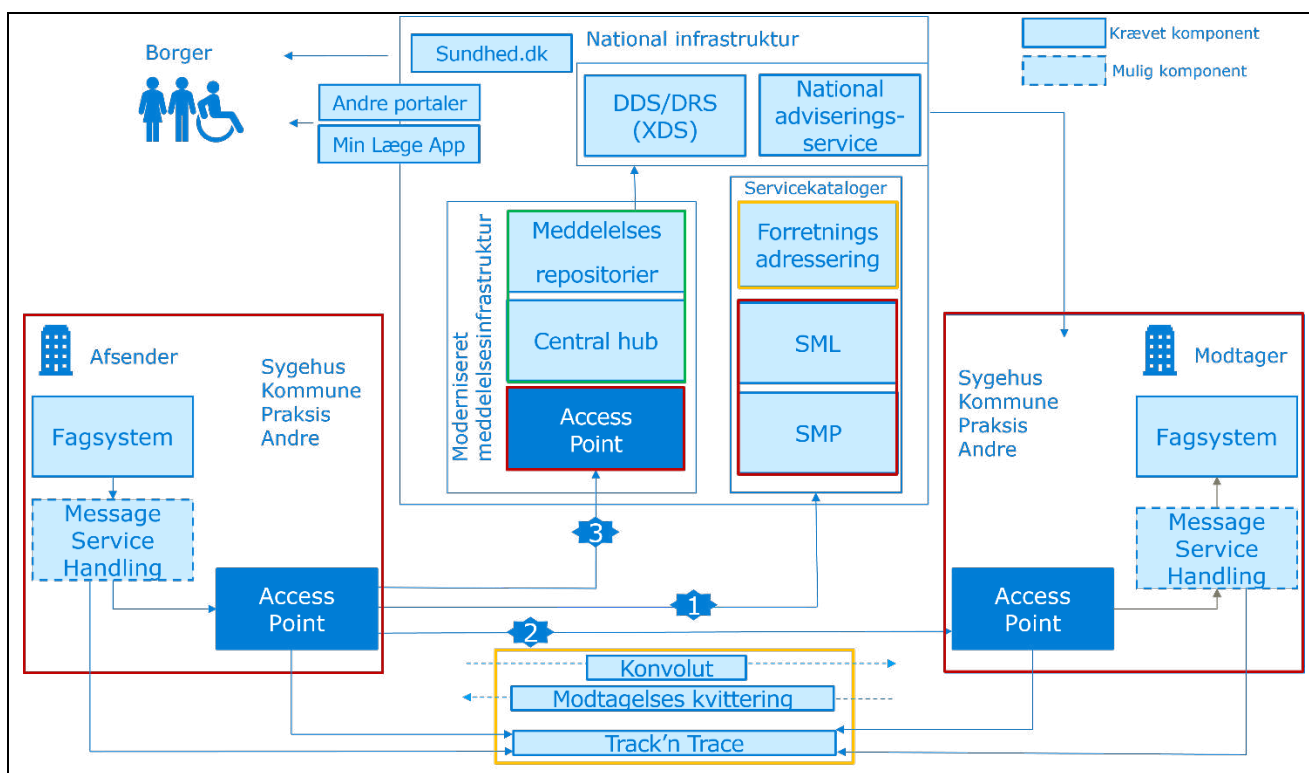 Borger
Sundhed.dk
Andre portaler
Min Læge App
National infrastruktur
Krævet komponent
Mulig komponent
DDS/DRS
(XDS)
National
adviserings-
service
Moderniseret
meddelelsesinfrastruktur
Meddelelses
repositorier
Central hub
Access
Point
Servicekataloger
Forretnings
adressering
SML
SMP
Afsender
Sygehus
Kommune
Praksis
Andre
Fagsystem
Message
Service
Handling
Access
Point
3
1
2
Modtager
Sygehus
Kommune
Praksis
Andre
Fagsystem
Message
Service
Handling
Access
Point
Konvolut
Modtagelses kvittering
Track’n Trace